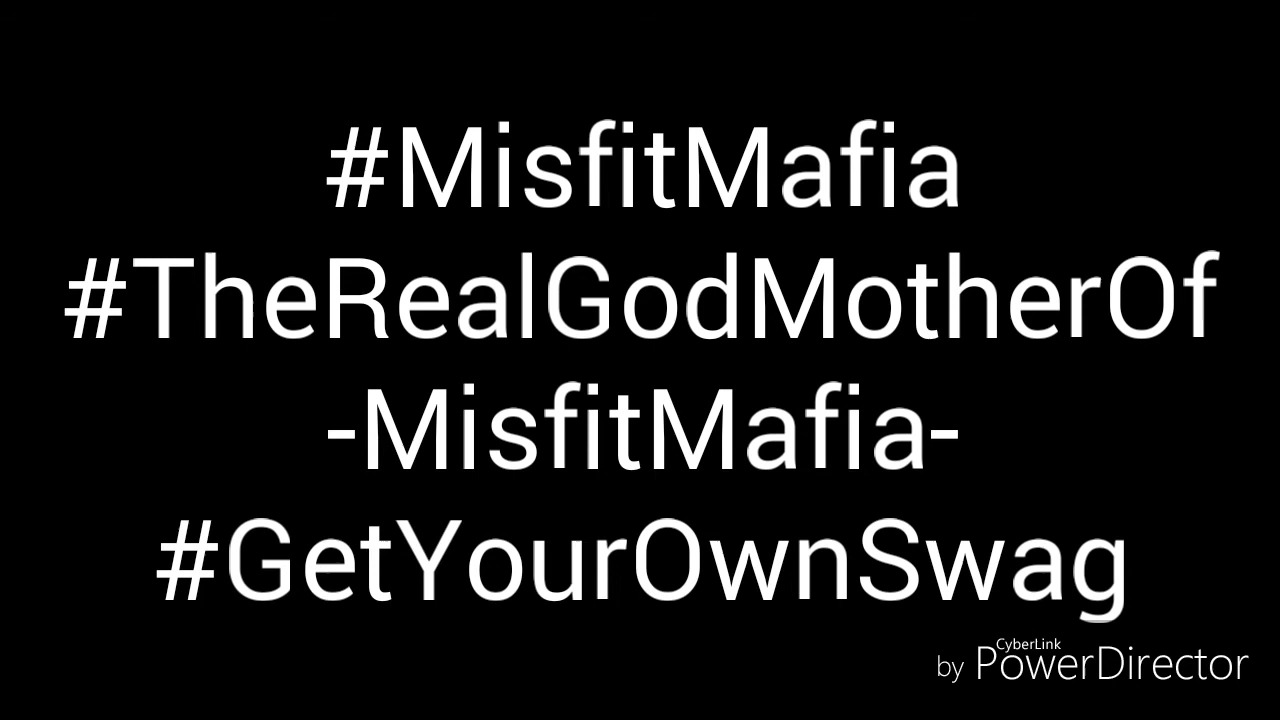 #MisfitMafia
#TheRealGodMotherOf
-MisfitMafia-
#GetYourOwnSwag
CyberLink
by PowerDirector